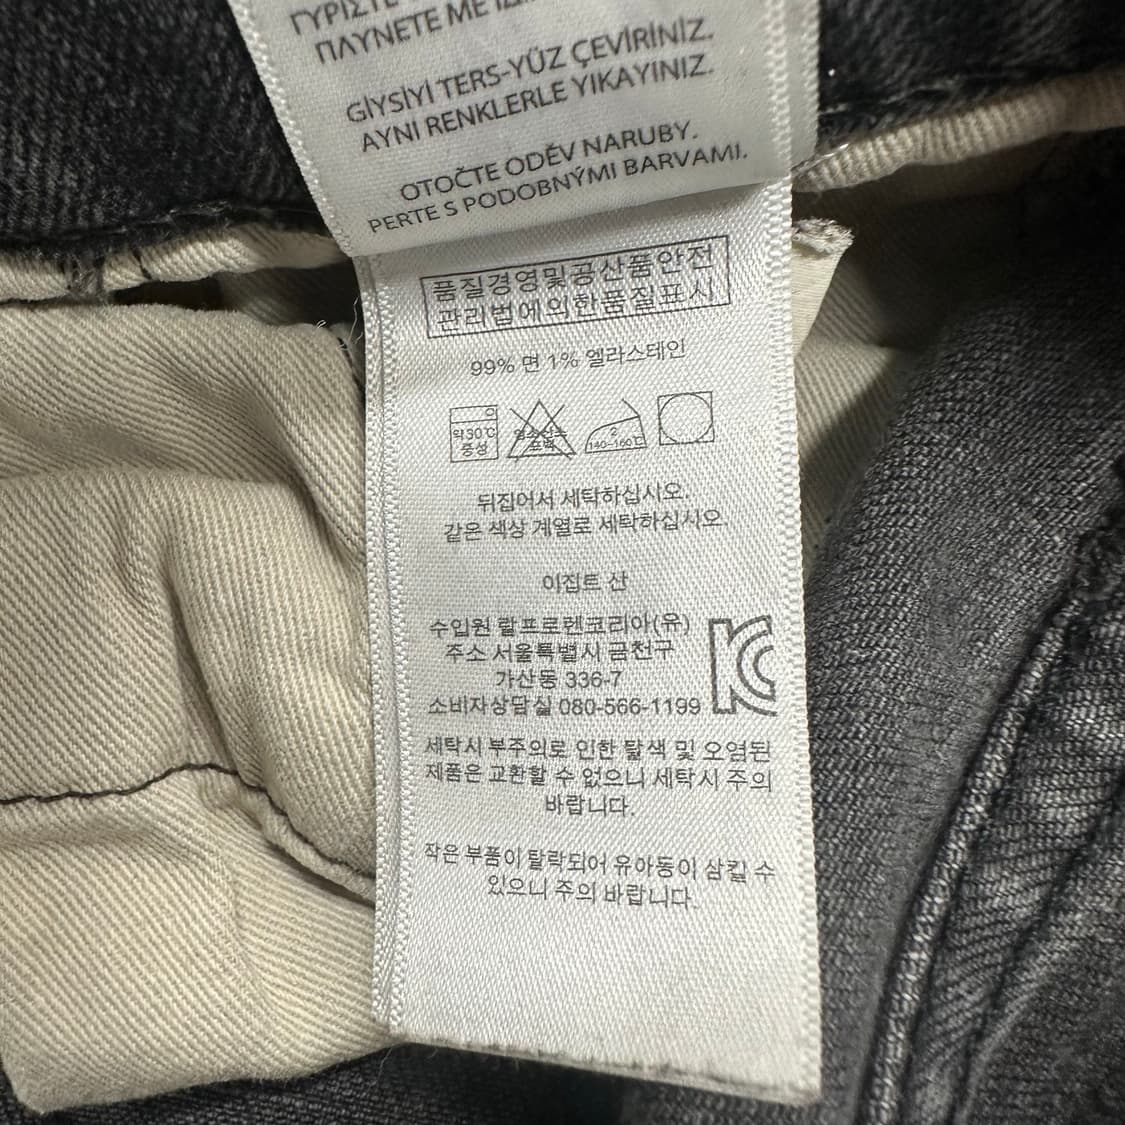 ΓΥΡΙΣΤΕ
ΠΛΥΝΕΤΕ ΜΕ
GİYSİYİ TERS-YÜZ ÇEVİRİNİZ.
AYNI RENKLERLE YIKAYINIZ.
OTOČTE ODĚV NARUBY.
PERTE S PODOBNÝMI BARVAMI.
품질경영및공산품안전
관리법에의한품질표시
99% 면 1% 엘라스테인
약30℃
중성
표백
140~160℃
뒤집어서 세탁하십시오.
같은 색상 계열로 세탁하십시오.
이집트 산
수입원 랄프로렌코리아(유)
주소 서울특별시 금천구
가산동 336-7
소비자상담실 080-566-1199
세탁시 부주의로 인한 탈색 및 오염된
제품은 교환할 수 없으니 세탁시 주의
바랍니다.
작은 부품이 탈락되어 유아동이 삼킬 수
있으니 주의 바랍니다.